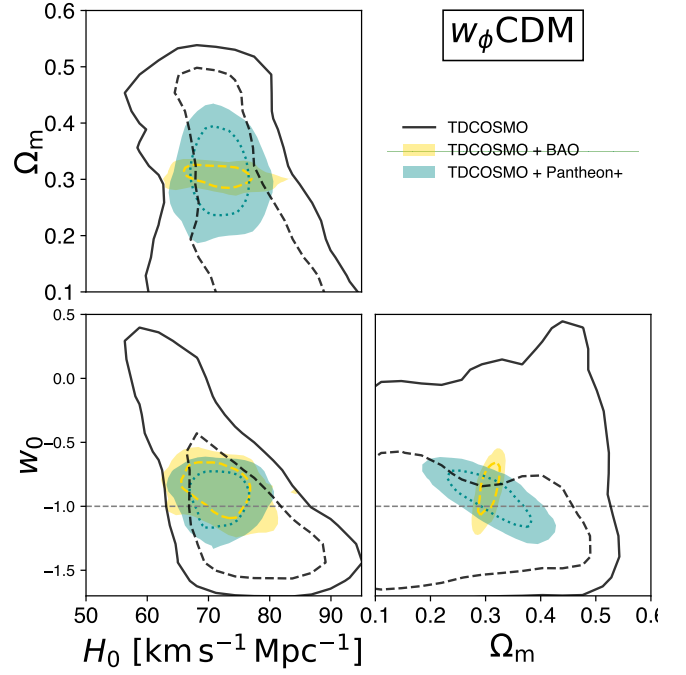 w_ϕCDM
TDCOSMO
TDCOSMO + BAO
TDCOSMO + Pantheon+
0.6
0.5
0.4
0.3
0.2
0.1
Ω_m
0.5
0.0
−0.5
−1.0
−1.5
w_0
50 60 70 80 90
H_0 [km s⁻¹ Mpc⁻¹]
0.1 0.2 0.3 0.4 0.5
Ω_m